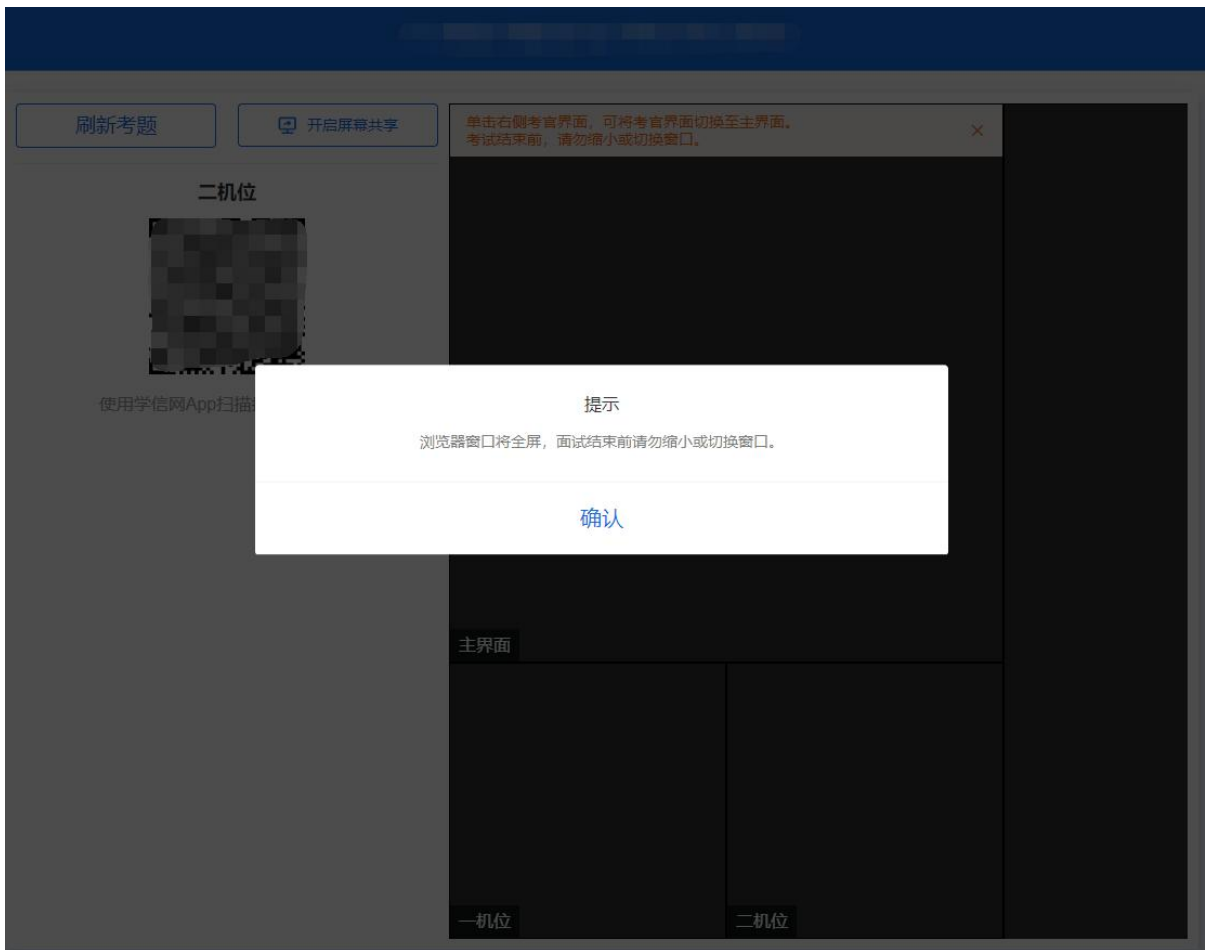 刷新考题
开启屏幕共享
单击右侧考官界面，可将考官界面切换至主界面。
考试结束前，请勿缩小或切换窗口。
二机位
使用学信网App扫描
提示
浏览器窗口将全屏，面试结束前请勿缩小或切换窗口。
确认
主界面
一机位
二机位